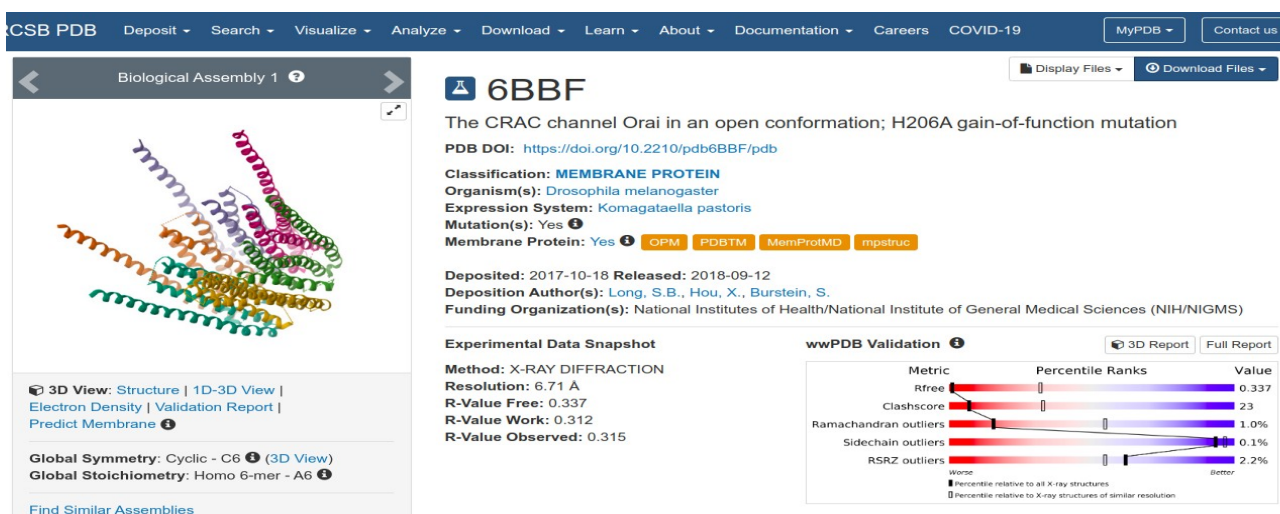 RCSB PDB Deposit Search Visualize Analyze Download Learn About Documentation Careers COVID-19 MyPDB Contact us
Biological Assembly 1
Display Files Download Files
6BBF
The CRAC channel Orai in an open conformation; H206A gain-of-function mutation
PDB DOI: https://doi.org/10.2210/pdb6BBF/pdb
Classification: MEMBRANE PROTEIN
Organism(s): Drosophila melanogaster
Expression System: Komagataella pastoris
Mutation(s): Yes
Membrane Protein: Yes OPM PDBTM MemProtMD mpstruc
Deposited: 2017-10-18 Released: 2018-09-12
Deposition Author(s): Long, S.B., Hou, X., Burstein, S.
Funding Organization(s): National Institutes of Health/National Institute of General Medical Sciences (NIH/NIGMS)
3D View: Structure | 1D-3D View |
Electron Density | Validation Report |
Predict Membrane
Global Symmetry: Cyclic - C6 (3D View)
Global Stoichiometry: Homo 6-mer - A6
Find Similar Assemblies
Experimental Data Snapshot
Method: X-RAY DIFFRACTION
Resolution: 6.71 Å
R-Value Free: 0.337
R-Value Work: 0.312
R-Value Observed: 0.315
wwPDB Validation 3D Report Full Report
Metric Percentile Ranks Value
Rfree 0.337
Clashscore 23
Ramachandran outliers 1.0%
Sidechain outliers 0.1%
RSRZ outliers 2.2%
Worse Better
Percentile relative to all X-ray structures
Percentile relative to X-ray structures of similar resolution